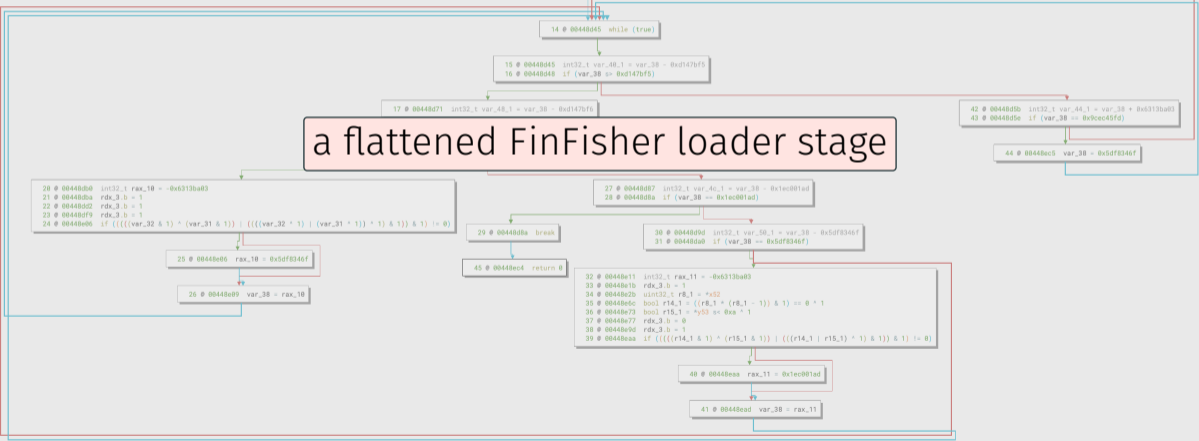 14 @ 00448d45 while (true)
15 @ 00448d45 int32_t var_40_1 = var_38 - 0xd147bf5
16 @ 00448d48 if (var_38 s> 0xd147bf5)
17 @ 00448d71 int32_t var_48_1 = var_38 - 0xd147bf6
42 @ 00448d5b int32_t var_44_1 = var_38 + 0x6313ba03
43 @ 00448d5e if (var_38 == 0x9cec45fd)
44 @ 00448ec5 var_38 = 0x5df8346f
a flattened FinFisher loader stage
20 @ 00448db0 int32_t rax_10 = -0x6313ba03
21 @ 00448dba rdx_3.b = 1
22 @ 00448dd2 rdx_3.b = 1
23 @ 00448df9 rdx_3.b = 1
24 @ 00448e06 if (((((var_32 & 1) ^ (var_31 & 1)) | ((((var_32 ^ 1) | (var_31 ^ 1)) ^ 1) & 1)) & 1) != 0)
25 @ 00448e06 rax_10 = 0x5df8346f
26 @ 00448e09 var_38 = rax_10
27 @ 00448d87 int32_t var_4c_1 = var_38 - 0x1ec001ad
28 @ 00448d8a if (var_38 == 0x1ec001ad)
29 @ 00448d8a break
45 @ 00448ec4 return 0
30 @ 00448d9d int32_t var_50_1 = var_38 - 0x5df8346f
31 @ 00448da0 if (var_38 == 0x5df8346f)
32 @ 00448e11 int32_t rax_11 = -0x6313ba03
33 @ 00448e1b rdx_3.b = 1
34 @ 00448e2b uint32_t r8_1 = *x52
35 @ 00448e6c bool r14_1 = ((r8_1 * (r8_1 - 1)) & 1) == 0 ^ 1
36 @ 00448e73 bool r15_1 = *y53 s< 0xa ^ 1
37 @ 00448e77 rdx_3.b = 0
38 @ 00448e9d rdx_3.b = 1
39 @ 00448eaa if (((((r14_1 & 1) ^ (r15_1 & 1)) | (((r14_1 | r15_1) ^ 1) & 1)) & 1) != 0)
40 @ 00448eaa rax_11 = 0x1ec001ad
41 @ 00448ead var_38 = rax_11